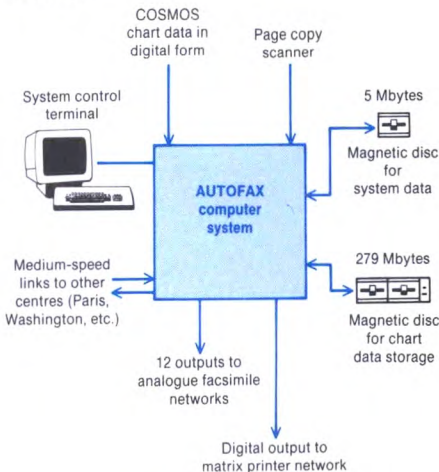 COSMOS
chart data in
digital form
Page copy
scanner
System control
terminal
5 Mbytes
Magnetic disc
for
system data
AUTOFAX
computer
system
Medium-speed
links to other
centres (Paris,
Washington, etc.)
279 Mbytes
Magnetic disc
for chart
data storage
12 outputs to
analogue facsimile
networks
Digital output to
matrix printer network